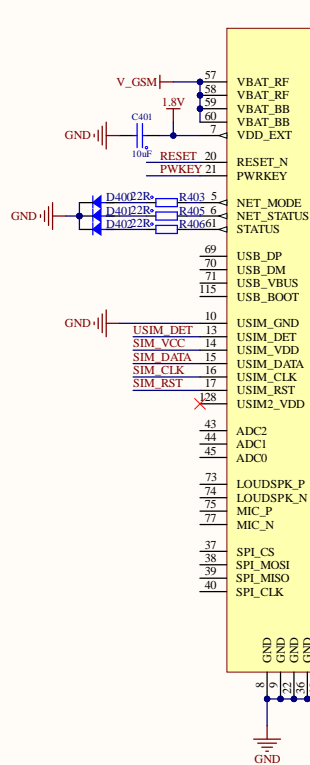 V_GSM 57 VBAT_RF
58 VBAT_RF
1.8V 59 VBAT_BB
60 VBAT_BB
C401
GND 7 VDD_EXT
10uF
RESET 20 RESET_N
PWKEY 21 PWRKEY
D400 22R R403 5 NET_MODE
GND D401 22R R405 6 NET_STATUS
D402 22R R406 61 STATUS
69 USB_DP
70 USB_DM
71 USB_VBUS
115 USB_BOOT
GND 10 USIM_GND
USIM_DET 13 USIM_DET
SIM_VCC 14 USIM_VDD
SIM_DATA 15 USIM_DATA
SIM_CLK 16 USIM_CLK
SIM_RST 17 USIM_RST
128 USIM2_VDD
43 ADC2
44 ADC1
45 ADC0
73 LOUDSPK_P
74 LOUDSPK_N
75 MIC_P
77 MIC_N
37 SPI_CS
38 SPI_MOSI
39 SPI_MISO
40 SPI_CLK
GND GND GND GND
8 9 22 36
GND